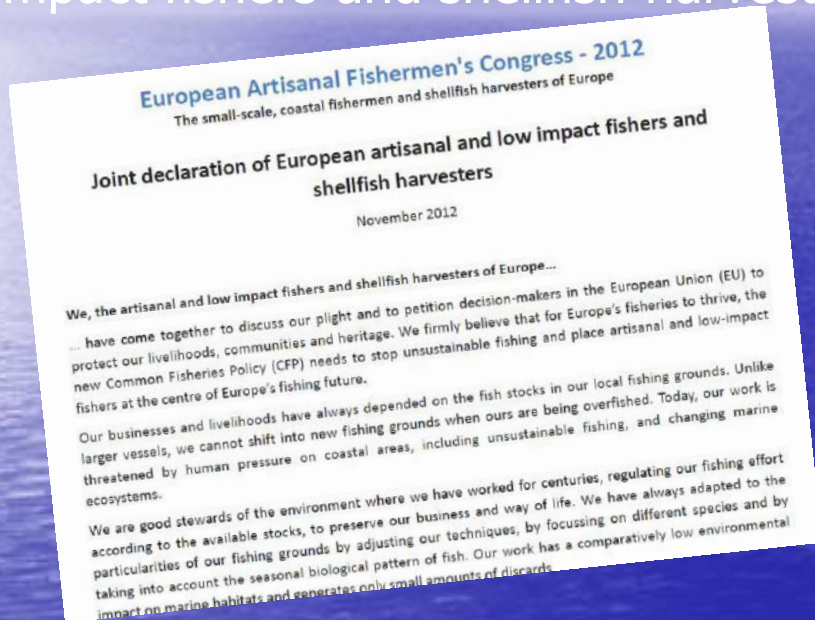 mpact fishers and shellfish harvest
European Artisanal Fishermen's Congress - 2012
The small-scale, coastal fishermen and shellfish harvesters of Europe
Joint declaration of European artisanal and low impact fishers and
shellfish harvesters
November 2012
We, the artisanal and low impact fishers and shellfish harvesters of Europe...
... have come together to discuss our plight and to petition decision-makers in the European Union (EU) to
protect our livelihoods, communities and heritage. We firmly believe that for Europe's fisheries to thrive, the
new Common Fisheries Policy (CFP) needs to stop unsustainable fishing and place artisanal and low-impact
fishers at the centre of Europe's fishing future.
Our businesses and livelihoods have always depended on the fish stocks in our local fishing grounds. Unlike
larger vessels, we cannot shift into new fishing grounds when ours are being overfished. Today, our work is
threatened by human pressure on coastal areas, including unsustainable fishing, and changing marine
ecosystems.
We are good stewards of the environment where we have worked for centuries, regulating our fishing effort
according to the available stocks, to preserve our business and way of life. We have always adapted to the
particularities of our fishing grounds by adjusting our techniques, by focussing on different species and by
taking into account the seasonal biological pattern of fish. Our work has a comparatively low environmental
impact on marine habitats and generates only small amounts of discards